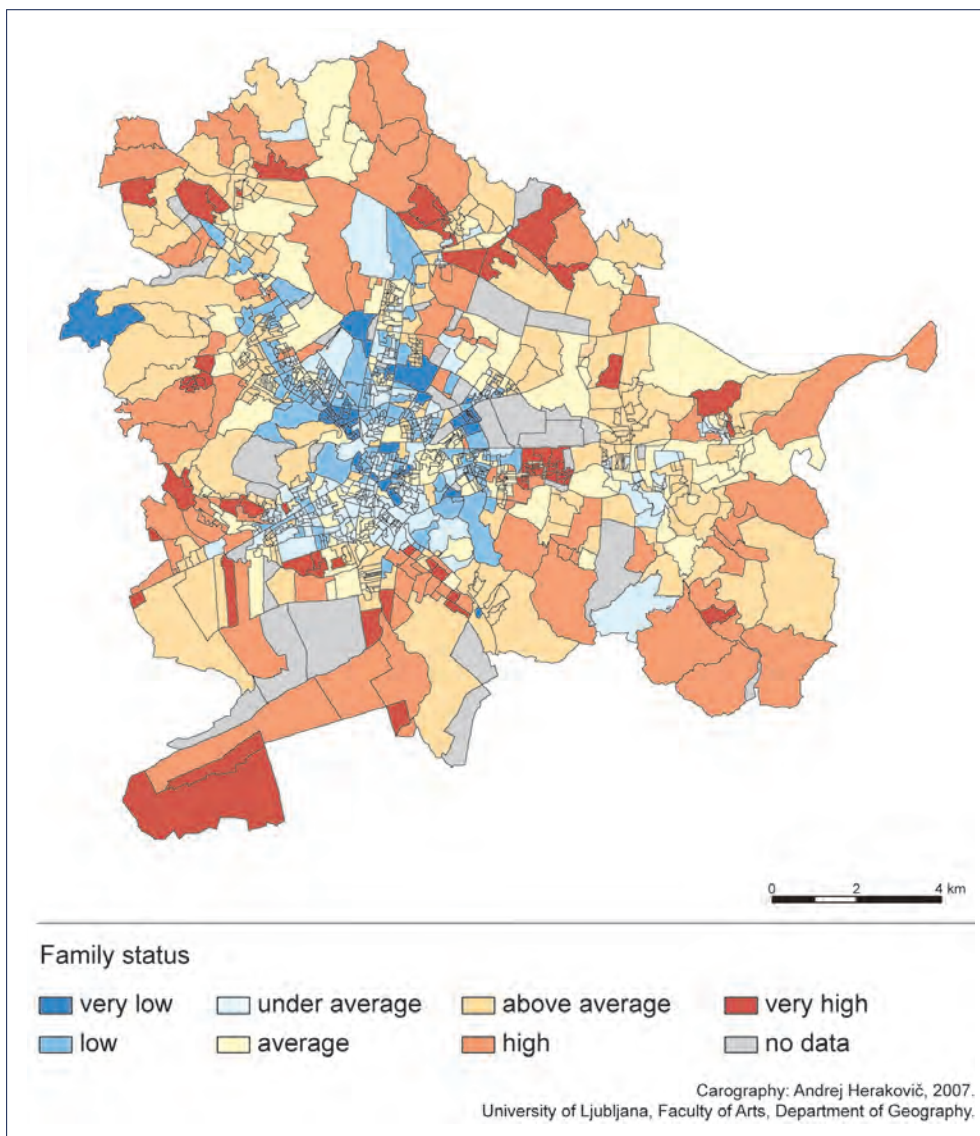 0 2 4 km
Family status
very low under average above average very high
low average high no data
Carography: Andrej Herakovič, 2007.
University of Ljubljana, Faculty of Arts, Department of Geography.